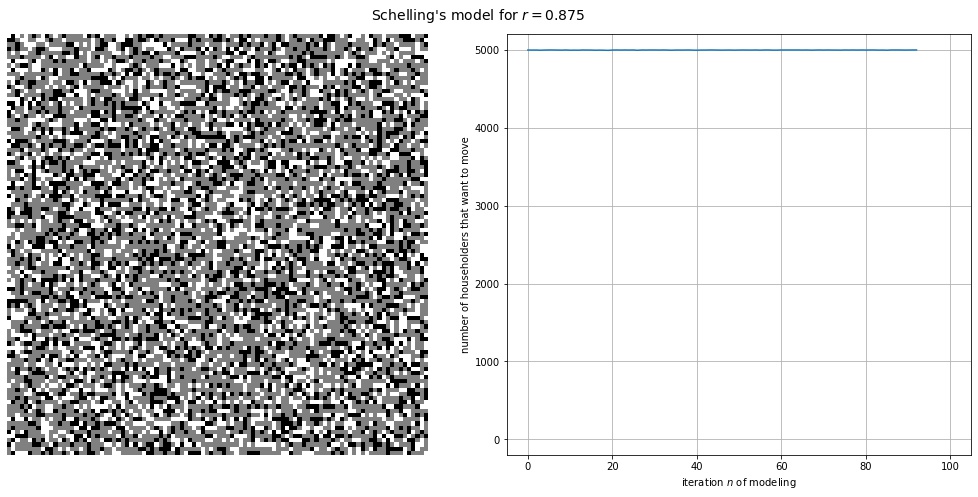 Schelling's model for r = 0.875
number of householders that want to move
5000
4000
3000
2000
1000
0
0 20 40 60 80 100
iteration n of modeling